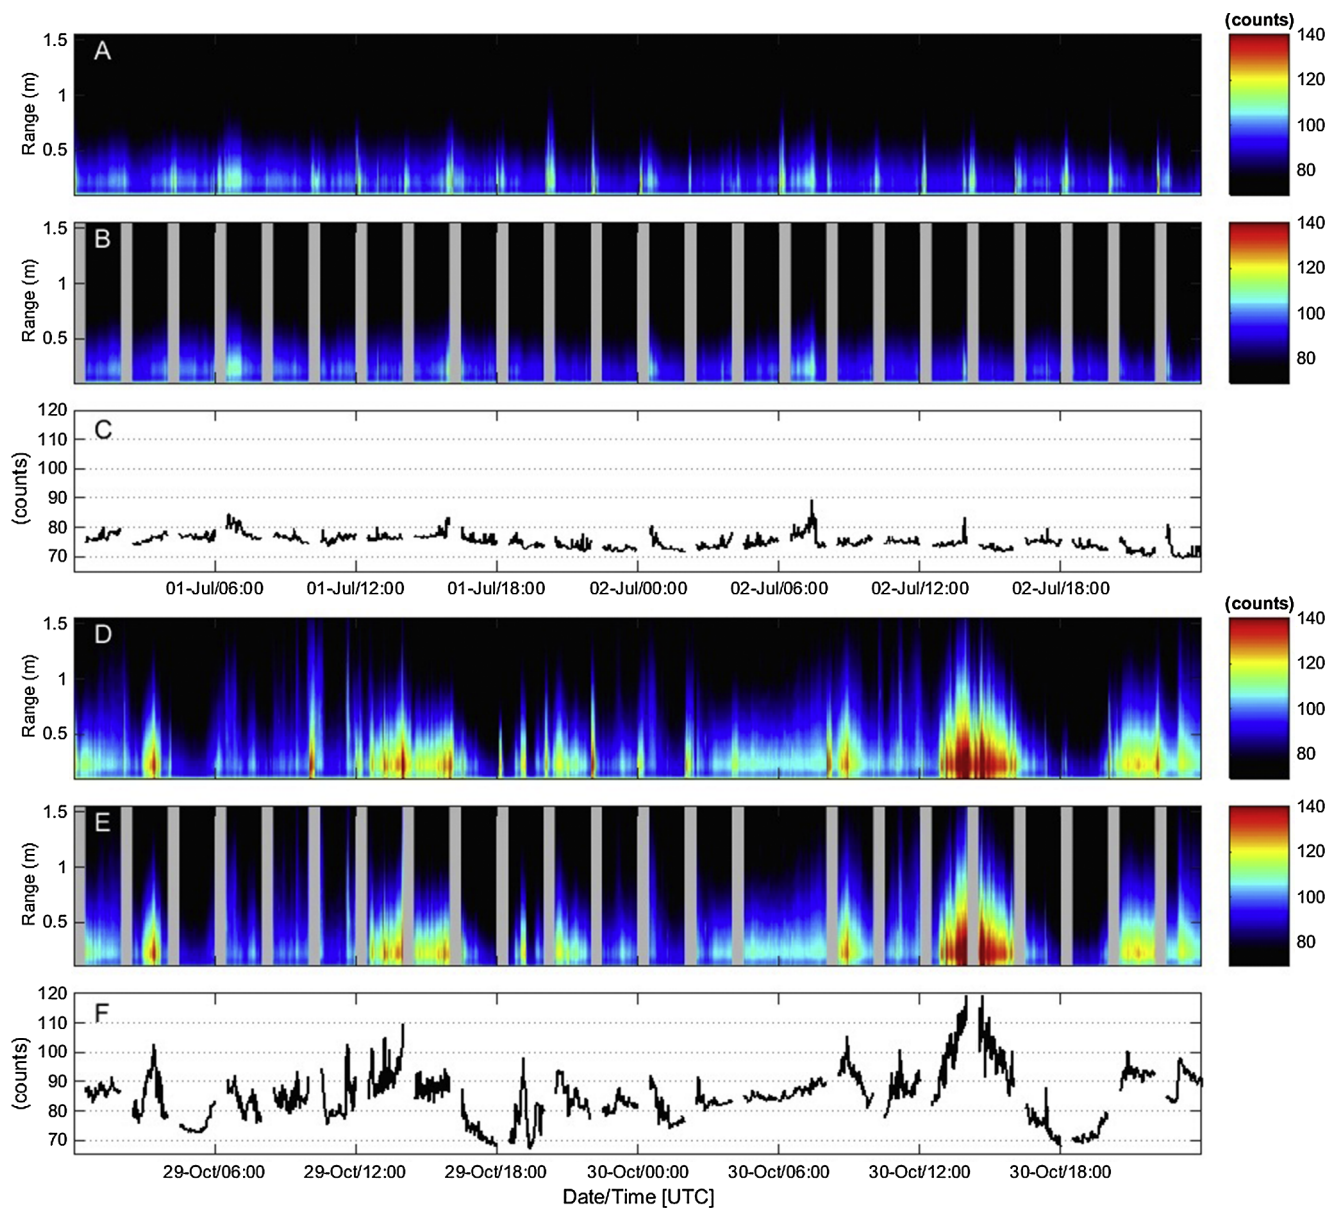 (counts)
A
1.5
1
0.5
Range (m)
140
120
100
80
B
1.5
1
0.5
Range (m)
140
120
100
80
C
120
110
100
90
80
70
(counts)
01-Jul/06:00 01-Jul/12:00 01-Jul/18:00 02-Jul/00:00 02-Jul/06:00 02-Jul/12:00 02-Jul/18:00
(counts)
D
1.5
1
0.5
Range (m)
140
120
100
80
E
1.5
1
0.5
Range (m)
140
120
100
80
F
120
110
100
90
80
70
(counts)
29-Oct/06:00 29-Oct/12:00 29-Oct/18:00 30-Oct/00:00 30-Oct/06:00 30-Oct/12:00 30-Oct/18:00
Date/Time [UTC]